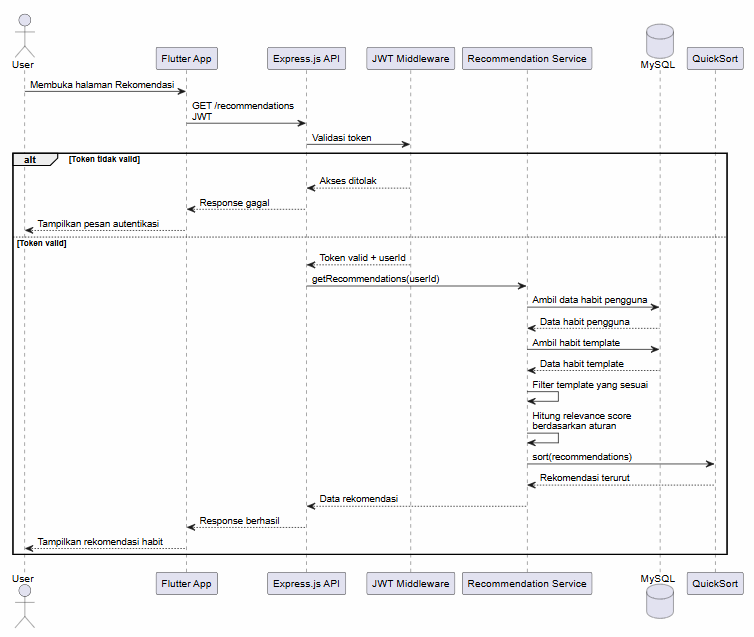 User
Flutter App
Express.js API
JWT Middleware
Recommendation Service
MySQL
QuickSort
Membuka halaman Rekomendasi
GET /recommendations
JWT
Validasi token
alt
[Token tidak valid]
Akses ditolak
Response gagal
Tampilkan pesan autentikasi
[Token valid]
Token valid + userId
getRecommendations(userId)
Ambil data habit pengguna
Data habit pengguna
Ambil habit template
Data habit template
Filter template yang sesuai
Hitung relevance score
berdasarkan aturan
sort(recommendations)
Rekomendasi terurut
Data rekomendasi
Response berhasil
Tampilkan rekomendasi habit
User
Flutter App
Express.js API
JWT Middleware
Recommendation Service
MySQL
QuickSort